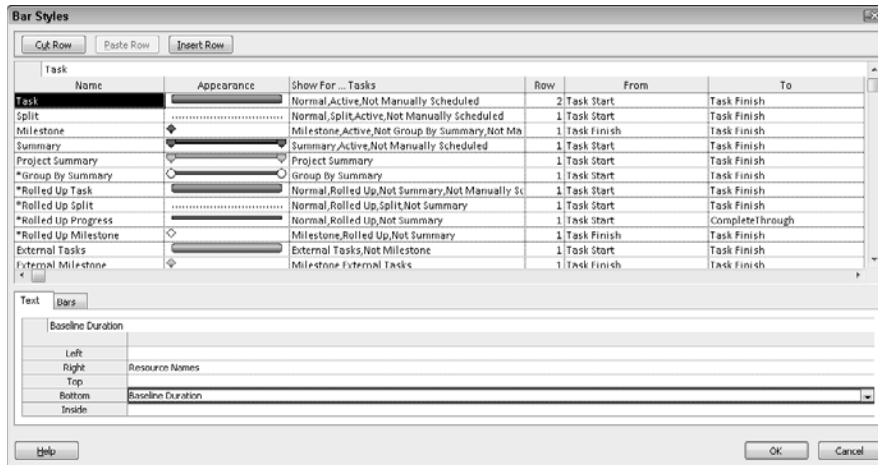 Bar Styles
Cut Row Paste Row Insert Row
Task
Name Appearance Show For ... Tasks Row From To
Task Normal,Active,Not Manually Scheduled 2 Task Start Task Finish
Split Normal,Split,Active,Not Manually Scheduled 1 Task Start Task Finish
Milestone Milestone,Active,Not Group By Summary,Not Ma 1 Task Finish Task Finish
Summary Summary,Active,Not Manually Scheduled 1 Task Start Task Finish
Project Summary Project Summary 1 Task Start Task Finish
*Group By Summary Group By Summary 1 Task Start Task Finish
*Rolled Up Task Normal,Rolled Up,Not Summary,Not Manually Sc 1 Task Start Task Finish
*Rolled Up Split Normal,Rolled Up,Split,Not Summary 1 Task Start Task Finish
*Rolled Up Progress Normal,Rolled Up,Not Summary 1 Task Start CompleteThrough
*Rolled Up Milestone Milestone,Rolled Up,Not Summary 1 Task Finish Task Finish
External Tasks External Tasks,Not Milestone 1 Task Start Task Finish
External Milestone Milestone External Tasks 1 Task Finish Task Finish
Text Bars
Baseline Duration
Left
Right Resource Names
Top
Bottom Baseline Duration
Inside
Help OK Cancel